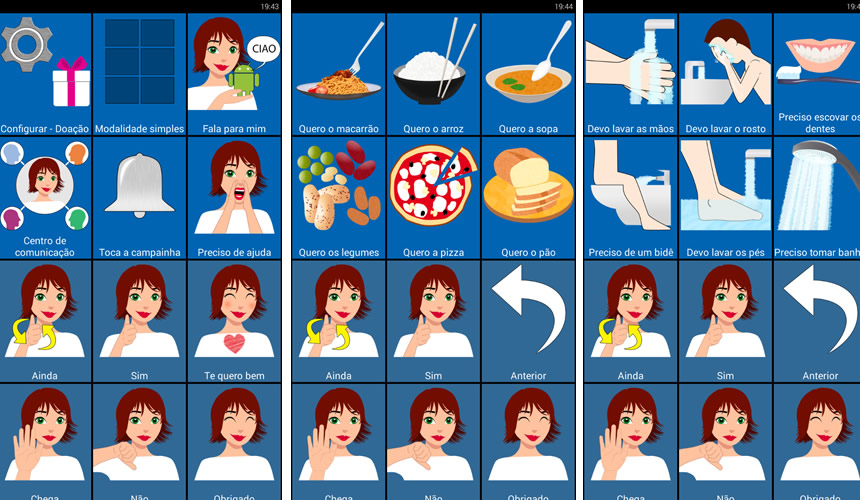 19:43
CIAO
Configurar - Doação
Modalidade simples
Fala para mim
Centro de
comunicação
Toca a campainha
Preciso de ajuda
Ainda
Sim
Te quero bem
Chega
Não
Obrigado
19:44
Quero o macarrão
Quero o arroz
Quero a sopa
Quero os legumes
Quero a pizza
Quero o pão
Ainda
Sim
Anterior
Chega
Não
Obrigado
19:4
Devo lavar as mãos
Devo lavar o rosto
Preciso escovar os
dentes
Preciso de um bidê
Devo lavar os pés
Preciso tomar banh
Ainda
Sim
Anterior
Chega
Não
Obrigado